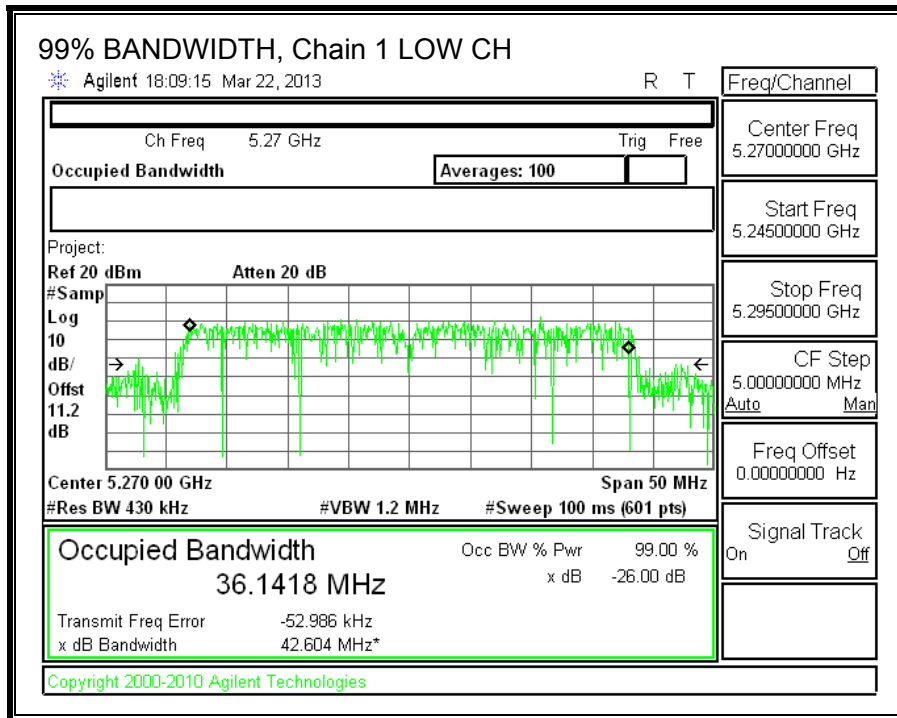 99% BANDWIDTH, Chain 1 LOW CH
Agilent 18:09:15 Mar 22, 2013 R T
Freq/Channel
Ch Freq 5.27 GHz Trig Free
Occupied Bandwidth Averages: 100
Project:
Ref 20 dBm Atten 20 dB
#Samp
Log
10
dB/
Offst
11.2
dB
Center 5.270 00 GHz Span 50 MHz
#Res BW 430 kHz #VBW 1.2 MHz #Sweep 100 ms (601 pts)
Occupied Bandwidth Occ BW % Pwr 99.00 %
36.1418 MHz x dB -26.00 dB
Transmit Freq Error -52.986 kHz
x dB Bandwidth 42.604 MHz*
Copyright 2000-2010 Agilent Technologies
Center Freq
5.27000000 GHz
Start Freq
5.24500000 GHz
Stop Freq
5.29500000 GHz
CF Step
5.00000000 MHz
Auto Man
Freq Offset
0.00000000 Hz
Signal Track
On Off